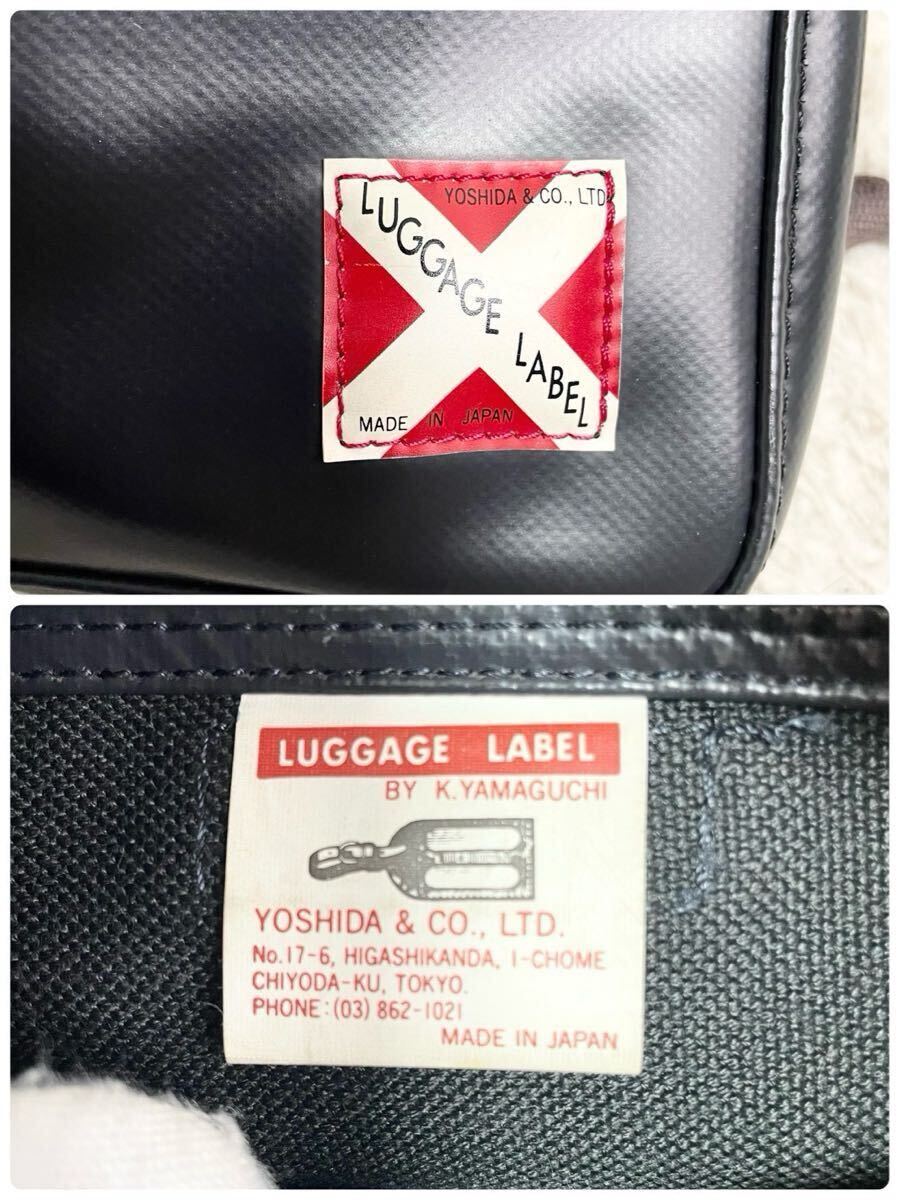 YOSHIDA & CO., LTD.
LUGGAGE LABEL
MADE IN JAPAN
LUGGAGE LABEL
BY K.YAMAGUCHI
YOSHIDA & CO., LTD.
No.17-6, HIGASHIKANDA, 1-CHOME
CHIYODA-KU, TOKYO.
PHONE:(03) 862-1021
MADE IN JAPAN